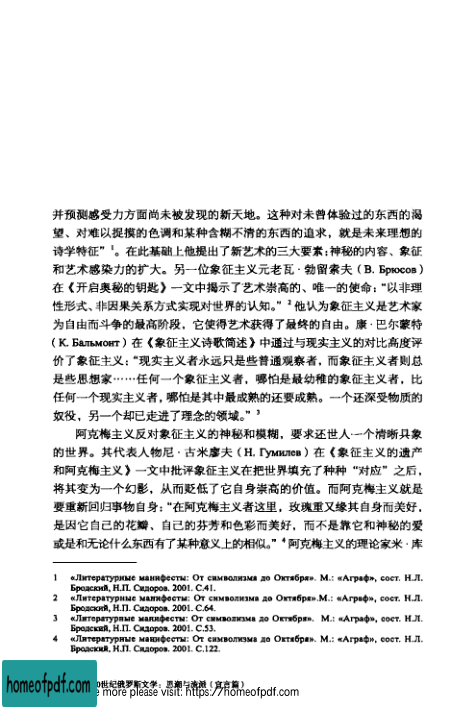 并预测感受力方面尚未被发现的新天地。这种对未曾体验过的东西的渴
望、对难以捉摸的色调和某种含糊不清的东西的追求，就是未来理想的
诗学特征”¹。在此基础上他提出了新艺术的三大要素：神秘的内容、象征
和艺术感染力的扩大。另一位象征主义元老瓦·勃留索夫（В. Брюсов）
在《开启奥秘的钥匙》一文中揭示了艺术崇高的、唯一的使命：“以非理
性形式、非因果关系方式实现对世界的认知。”² 他认为象征主义是艺术家
为自由而斗争的最高阶段，它使得艺术获得了最终的自由。康·巴尔蒙特
（К. Бальмонт）在《象征主义诗歌简述》中通过与现实主义的对比高度评
价了象征主义：“现实主义者永远只是些普通观察者，而象征主义者则总
是些思想家……任何一个象征主义者，哪怕是最幼稚的象征主义者，比
任何一个现实主义者，哪怕是其中最成熟的还要成熟。一个还深受物质的
奴役，另一个却已走进了理念的领域。”³
阿克梅主义反对象征主义的神秘和模糊，要求还世人一个清晰具象
的世界。其代表人物尼·古米廖夫（Н. Гумилев）在《象征主义的遗产
和阿克梅主义》一文中批评象征主义在把世界填充了种种“对应”之后，
将其变为一个幻影，从而贬低了它自身崇高的价值。而阿克梅主义就是
要重新回归事物自身：“在阿克梅主义者这里，玫瑰重又缘其自身而美好，
是因它自己的花瓣、自己的芬芳和色彩而美好，而不是靠它和神秘的爱
或是和无论什么东西有了某种意义上的相似。”⁴ 阿克梅主义的理论家米·库
1 «Литературные манифесты: От символизма до Октября». М.: «Аграф», сост. Н.Л.
Бродский, Н.П. Сидоров. 2001. С.41.
2 «Литературные манифесты: От символизма до Октября».М.: «Аграф», сост. Н.Л.
Бродский, Н.П. Сидоров. 2001. С.64.
3 «Литературные манифесты: От символизма до Октября». М.: «Аграф», сост. Н.Л.
Бродский, Н.П. Сидоров. 2001. С.53.
4 «Литературные манифесты: От символизма до Октября». М.: «Аграф», сост. Н.Л.
Бродский, Н.П. Сидоров. 2001. С.122.
0世纪俄罗斯文学：思潮与流派（宣言篇）
homeofpdf.com
e more please visit: https://homeofpdf.com